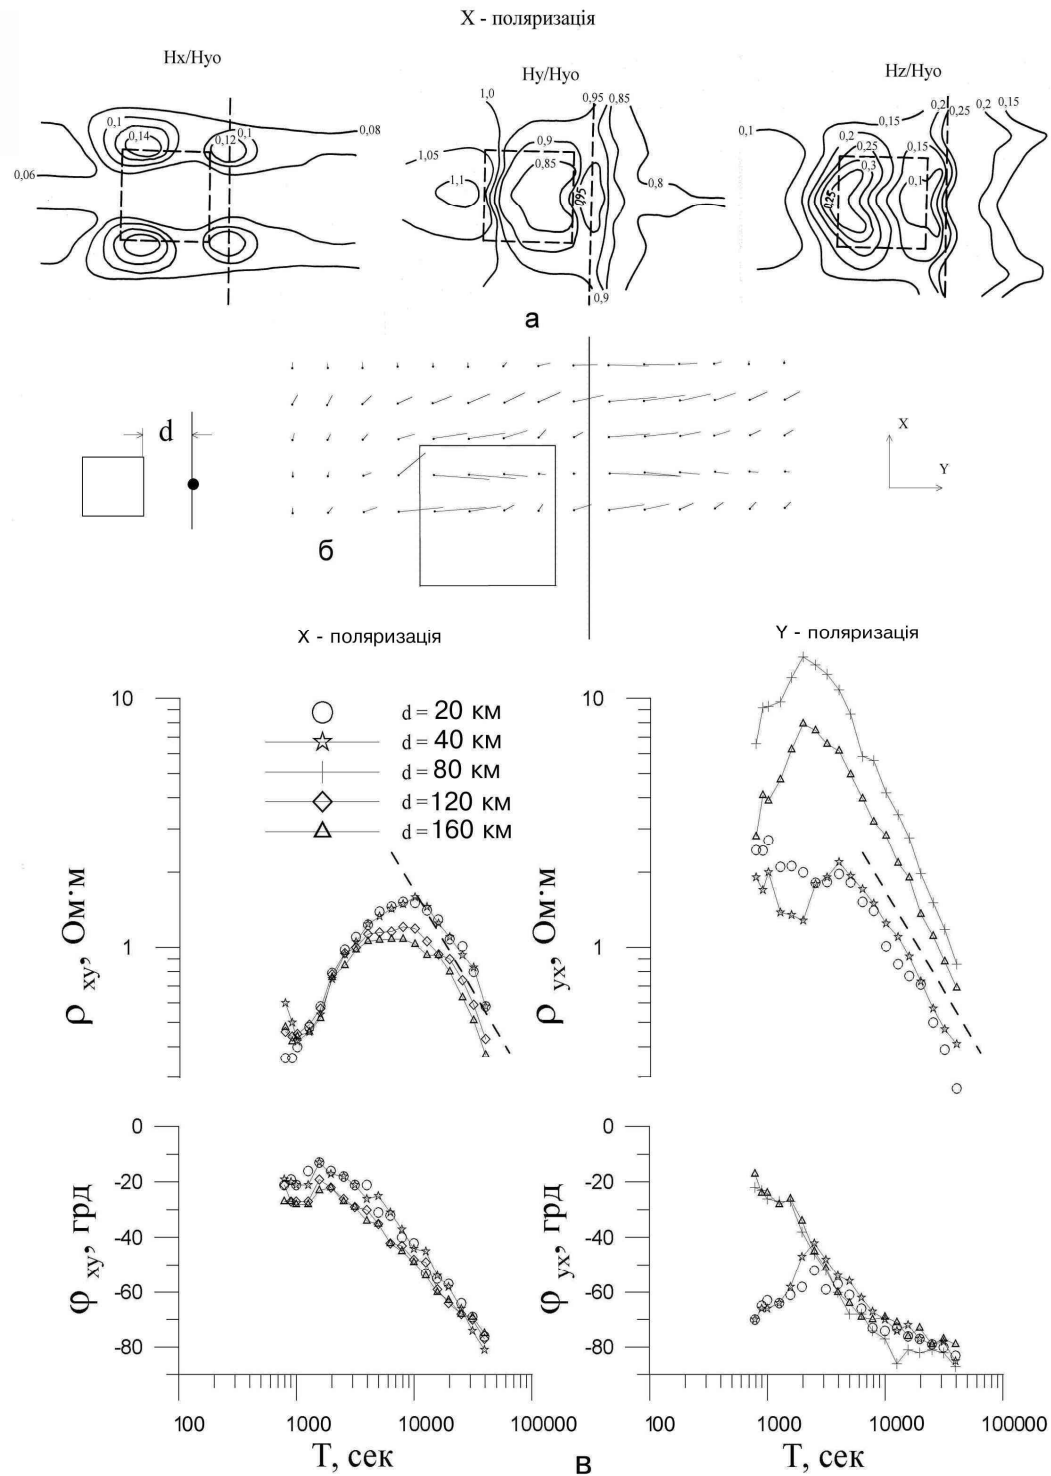 X - поляризація
Hx/Hyo
Hy/Hyo
Hz/Hyo
0,1
0,14
0,12
0,1
0,08
0,06
1,0
0,95
0,85
1,05
0,9
0,85
1,1
0,95
0,8
0,9
0,2
0,15
0,25
0,2
0,15
0,1
0,2
0,25
0,15
0,3
0,1
0,25
а
d
X
Y
б
X - поляризація
Y - поляризація
d = 20 км
d = 40 км
d = 80 км
d = 120 км
d = 160 км
10
1
ρ xy, Ом·м
10
1
ρ yx, Ом·м
0
-20
-40
-60
-80
φ xy, грд
0
-20
-40
-60
-80
φ yx, грд
100 1000 10000 100000
100 1000 10000 100000
T, сек
T, сек
в